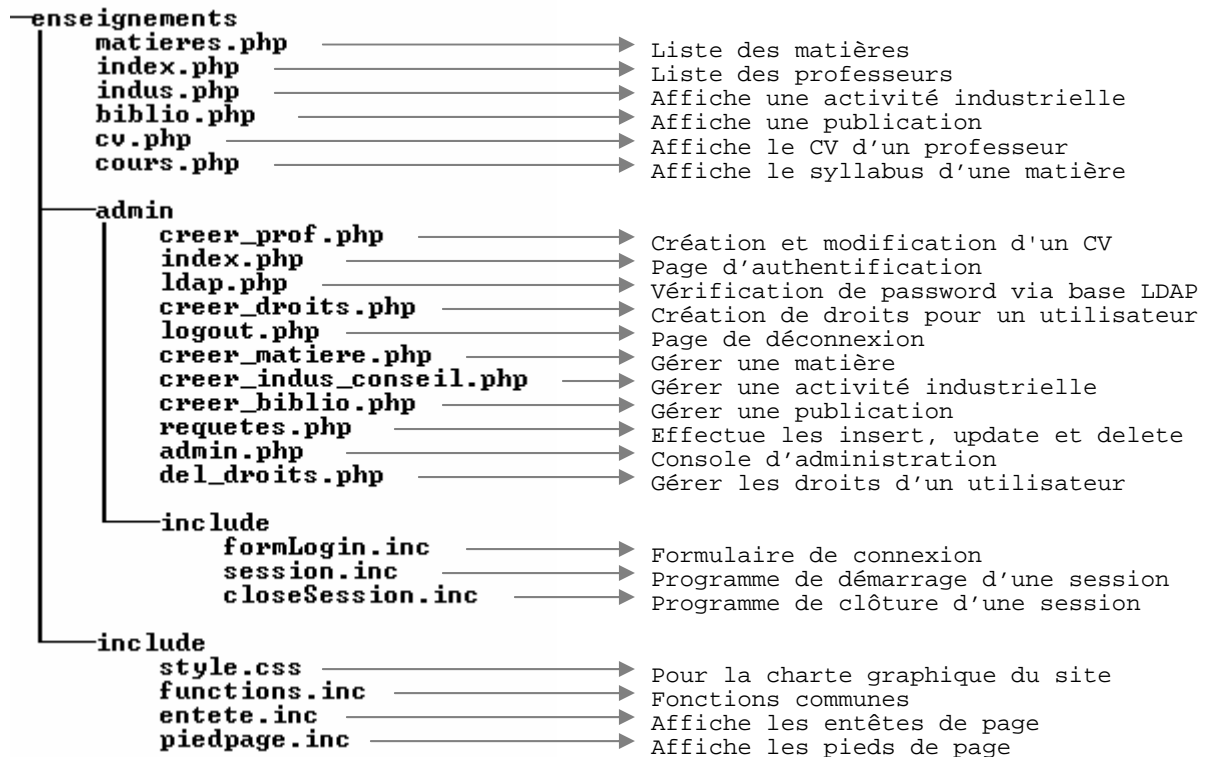 enseignements
matieres.php Liste des matières
index.php Liste des professeurs
indus.php Affiche une activité industrielle
biblio.php Affiche une publication
cv.php Affiche le CV d’un professeur
cours.php Affiche le syllabus d’une matière
admin
creer_prof.php Création et modification d'un CV
index.php Page d’authentification
ldap.php Vérification de password via base LDAP
creer_droits.php Création de droits pour un utilisateur
logout.php Page de déconnexion
creer_matiere.php Gérer une matière
creer_indus_conseil.php Gérer une activité industrielle
creer_biblio.php Gérer une publication
requetes.php Effectue les insert, update et delete
admin.php Console d’administration
del_droits.php Gérer les droits d’un utilisateur
include
formLogin.inc Formulaire de connexion
session.inc Programme de démarrage d’une session
closeSession.inc Programme de clôture d’une session
include
style.css Pour la charte graphique du site
functions.inc Fonctions communes
entete.inc Affiche les entêtes de page
piedpage.inc Affiche les pieds de page